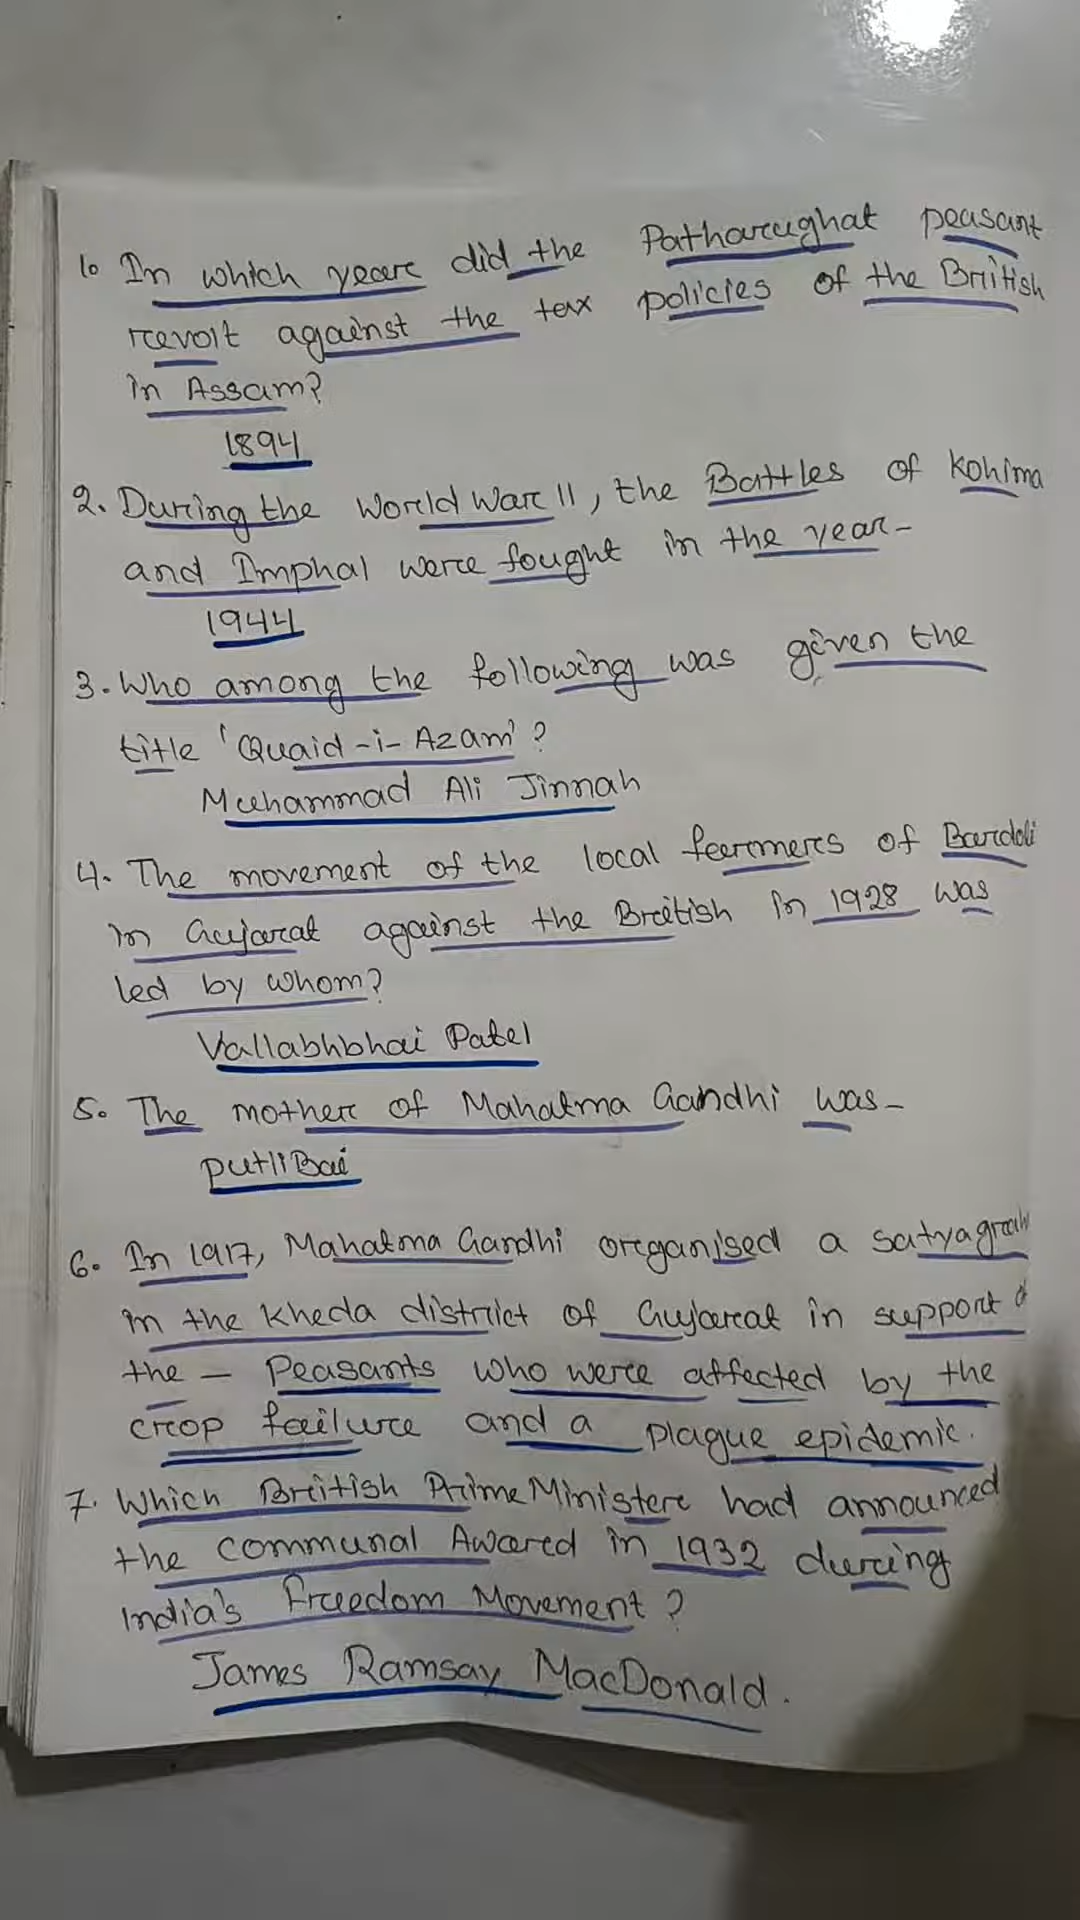 1. In which year did the Patharughat peasant
revolt against the tax policies of the British
in Assam?
1894
2. During the World War II, the Battles of Kohima
and Imphal were fought in the year-
1944
3. Who among the following was given the
title 'Quaid-i-Azam'?
Muhammad Ali Jinnah
4. The movement of the local farmers of Bardoli
in Gujarat against the British in 1928 was
led by whom?
Vallabhbhai Patel
5. The mother of Mahatma Gandhi was-
Putli Bai
6. In 1917, Mahatma Gandhi organised a satyagrah
in the Kheda district of Gujarat in support of
the - Peasants who were affected by the
crop failure and a plague epidemic.
7. Which British Prime Minister had announced
the communal Award in 1932 during
India's Freedom Movement?
James Ramsay MacDonald.